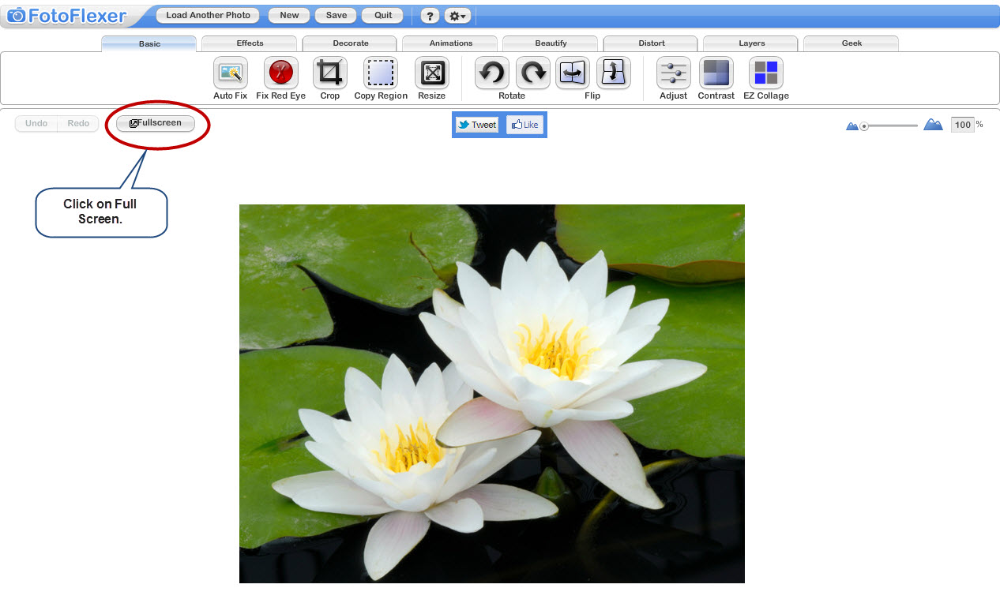 FotoFlexer Load Another Photo New Save Quit ?
Basic Effects Decorate Animations Beautify Distort Layers Geek
Auto Fix Fix Red Eye Crop Copy Region Resize Rotate Flip Adjust Contrast EZ Collage
Undo Redo Fullscreen Tweet Like 100 %
Click on Full
Screen.